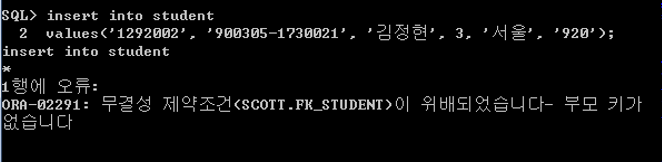 SQL> insert into student
2 values('1292002', '900305-1730021', '김정현', 3, '서울', '920');
insert into student
*
1행에 오류:
ORA-02291: 무결성 제약조건(SCOTT.FK_STUDENT)이 위배되었습니다- 부모 키가
없습니다